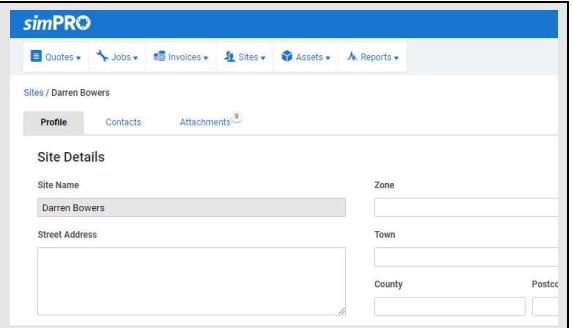 simPRO
Quotes Jobs Invoices Sites Assets Reports
Sites / Darren Bowers
Profile Contacts Attachments 9
Site Details
Site Name Zone
Darren Bowers
Street Address Town
County Postco